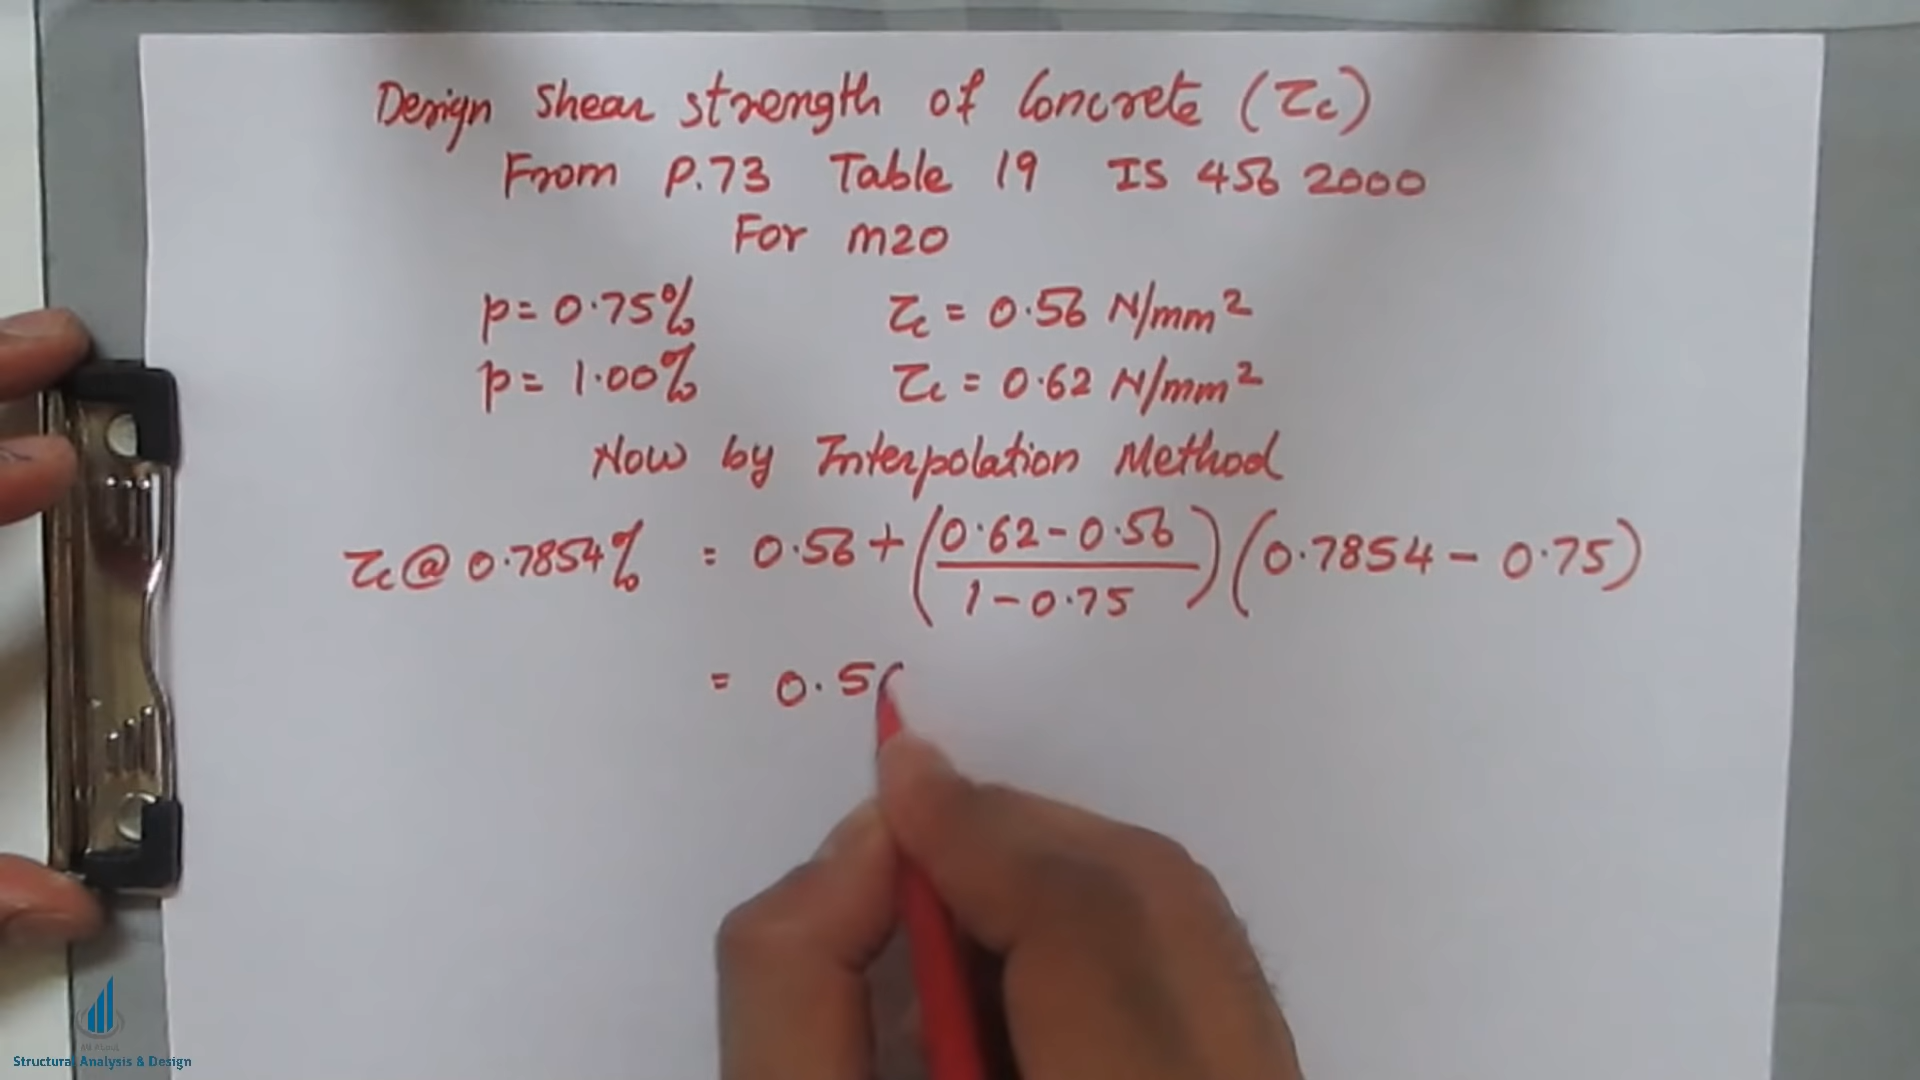 Design Shear strength of Concrete (τc)
From P.73 Table 19 IS 456 2000
For m20
p = 0.75% τc = 0.56 N/mm²
p = 1.00% τc = 0.62 N/mm²
Now by Interpolation Method
τc @ 0.7854% = 0.56 + ((0.62 - 0.56)/(1 - 0.75)) (0.7854 - 0.75)
= 0.5
Structural Analysis & Design